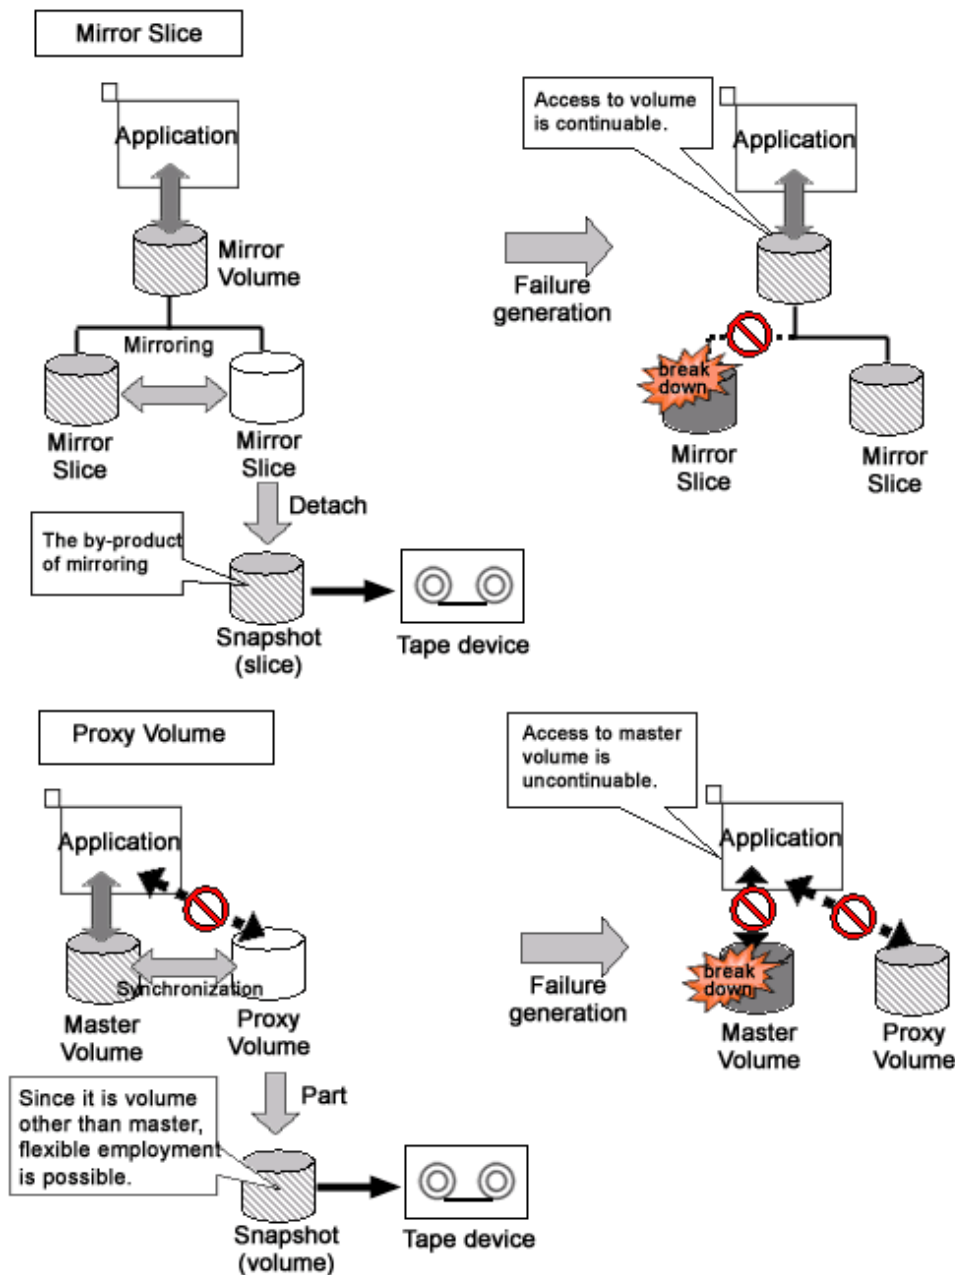 Mirror Slice
Application
Mirror
Volume
Mirroring
Mirror
Slice
Mirror
Slice
Detach
The by-product
of mirroring
Snapshot
(slice)
Tape device
Access to volume
is continuable.
Application
Failure
generation
break
down
Mirror
Slice
Mirror
Slice
Proxy Volume
Application
Synchronization
Master
Volume
Proxy
Volume
Part
Since it is volume
other than master,
flexible employment
is possible.
Snapshot
(volume)
Tape device
Access to master
volume is
uncontinuable.
Application
Failure
generation
break
down
Master
Volume
Proxy
Volume